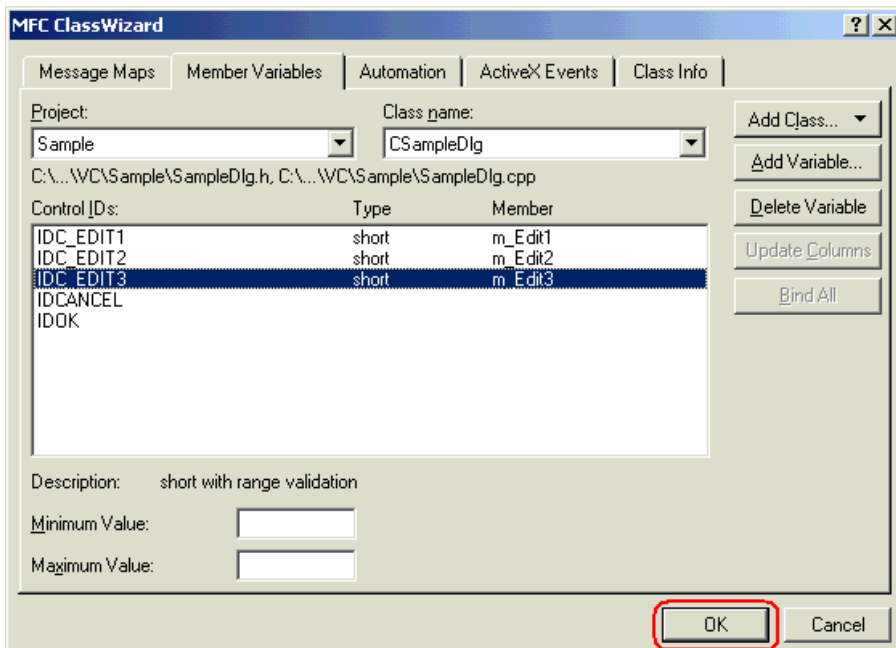 MFC ClassWizard
Message Maps Member Variables Automation ActiveX Events Class Info
Project: Class name:
Sample CSampleDlg
Add Class...
C:\...\VC\Sample\SampleDlg.h, C:\...\VC\Sample\SampleDlg.cpp
Add Variable...
Control IDs: Type Member
Delete Variable
IDC_EDIT1 short m_Edit1
IDC_EDIT2 short m_Edit2
Update Columns
IDC_EDIT3 short m_Edit3
IDCANCEL
Bind All
IDOK
Description: short with range validation
Minimum Value:
Maximum Value:
OK Cancel